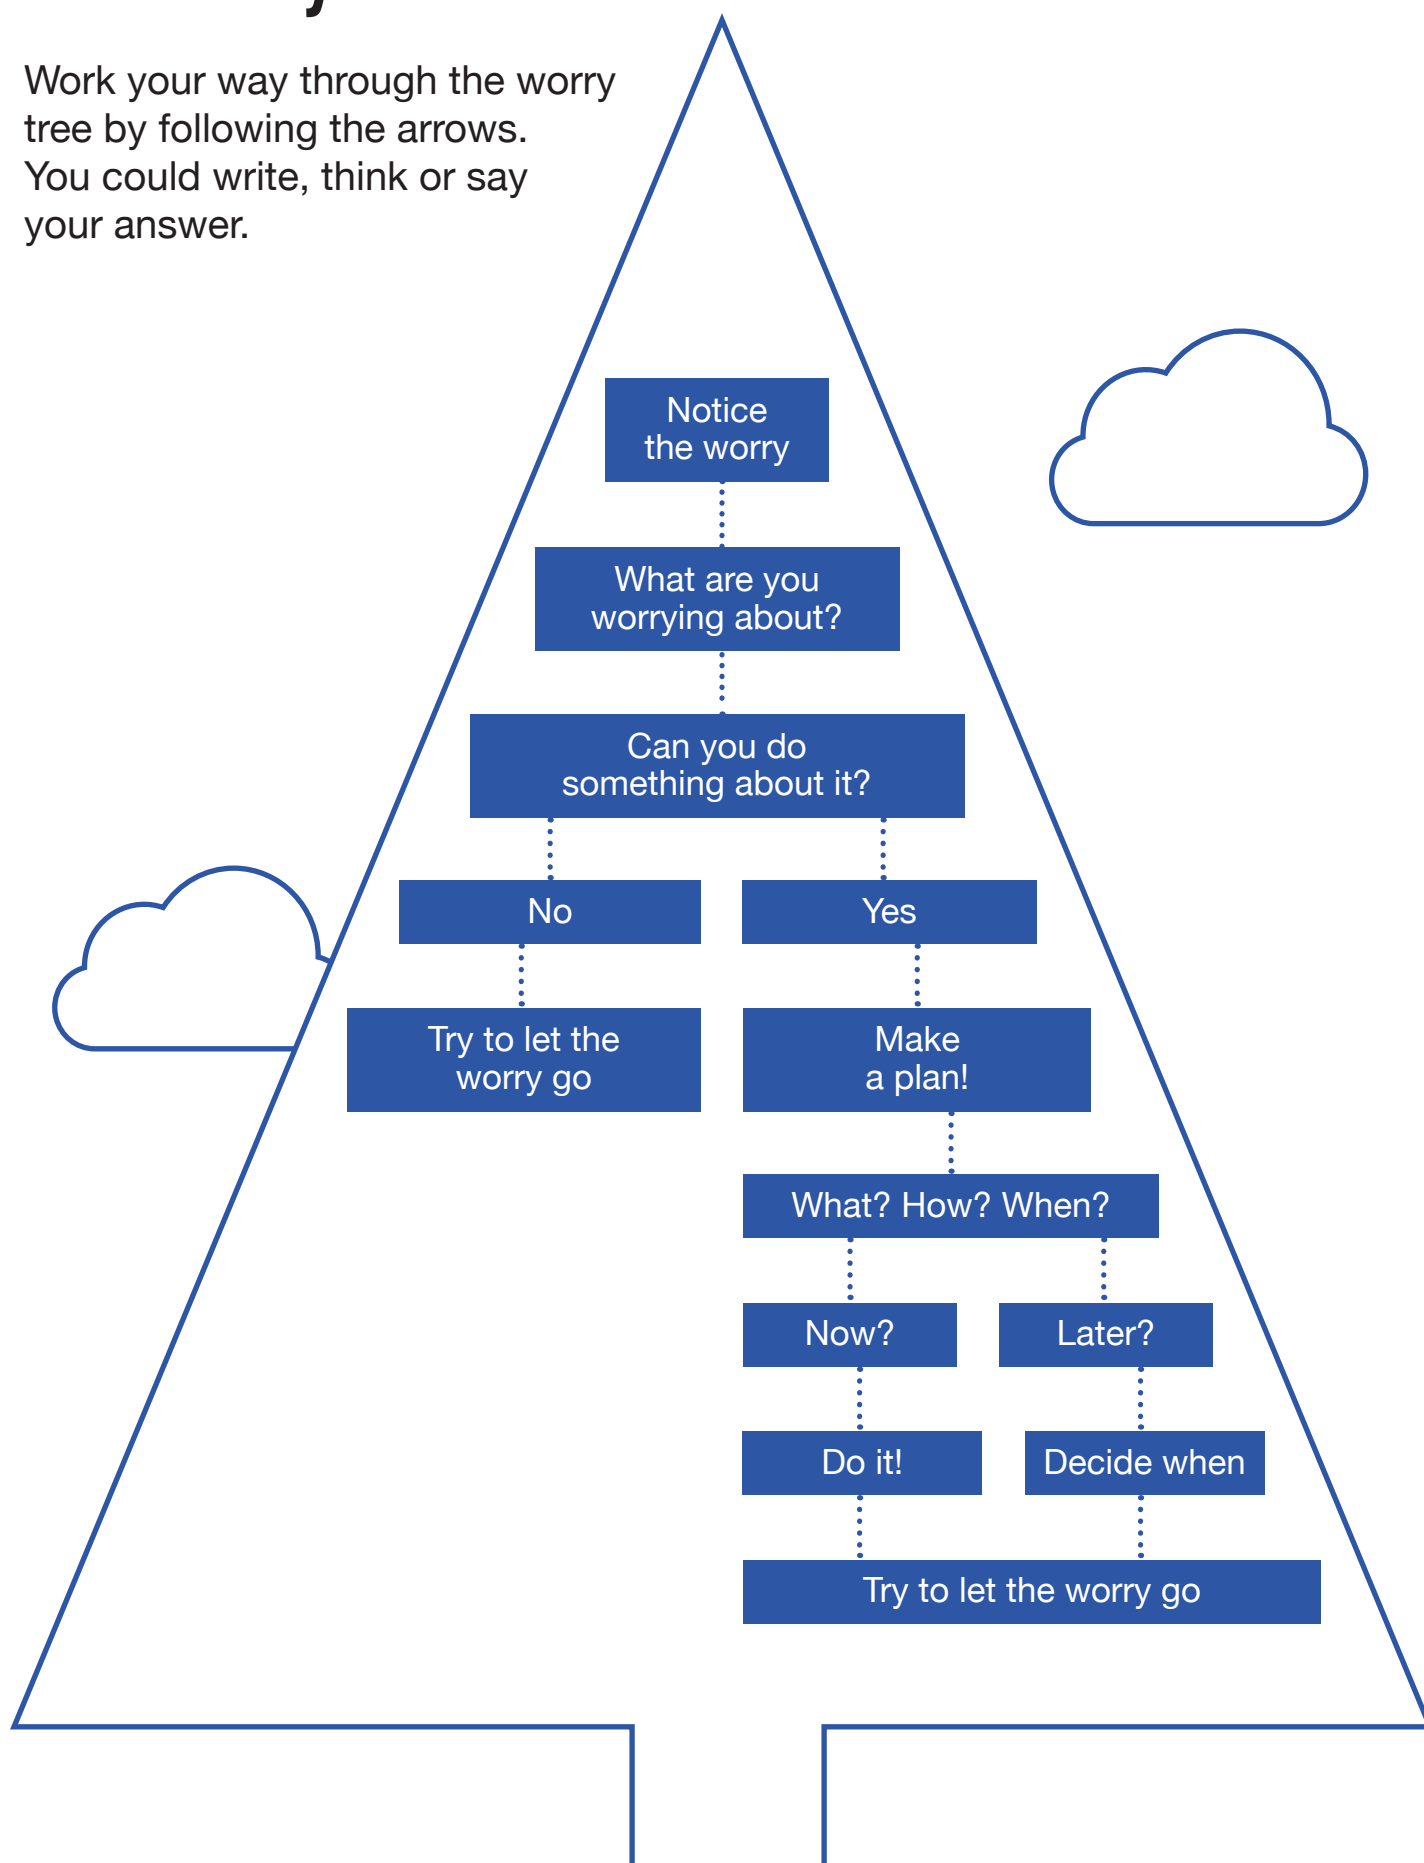 Work your way through the worry
tree by following the arrows.
You could write, think or say
your answer.
Notice
the worry
What are you
worrying about?
Can you do
something about it?
No
Yes
Try to let the
worry go
Make
a plan!
What? How? When?
Now?
Later?
Do it!
Decide when
Try to let the worry go